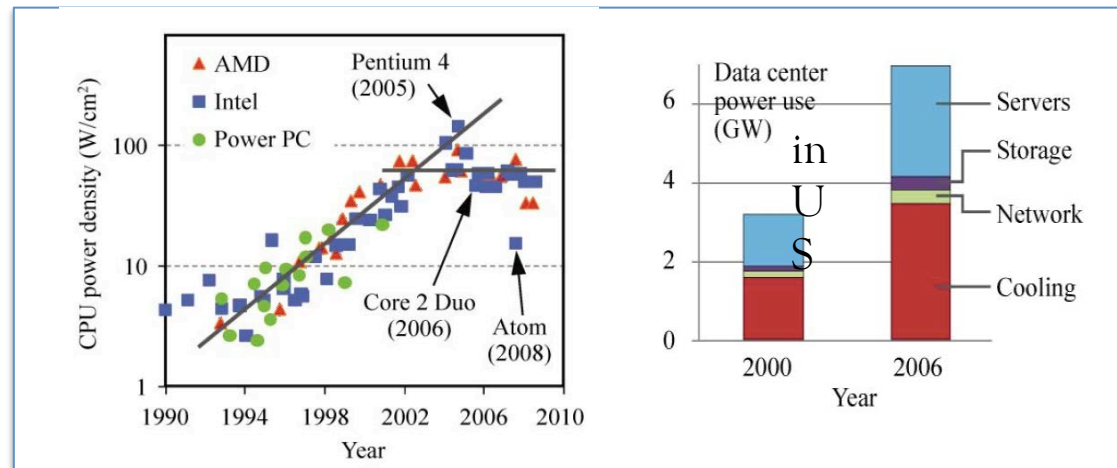 CPU power density (W/cm²)
100
10
1
AMD
Intel
Power PC
Pentium 4
(2005)
Core 2 Duo
(2006)
Atom
(2008)
1990 1994 1998 2002 2006 2010
Year
Data center
power use
(GW)
in
U
S
6
4
2
0
Servers
Storage
Network
Cooling
2000 2006
Year